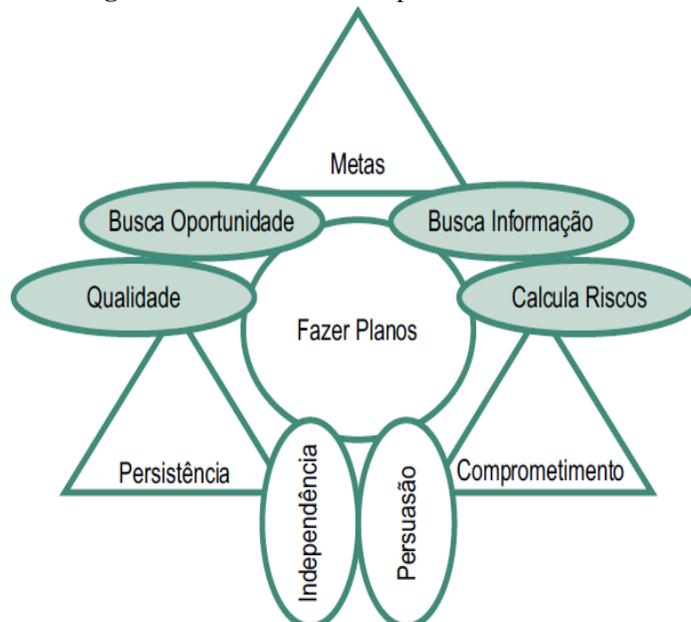 Metas
Busca Oportunidade
Busca Informação
Qualidade
Calcula Riscos
Fazer Planos
Persistência
Independência
Persuasão
Comprometimento